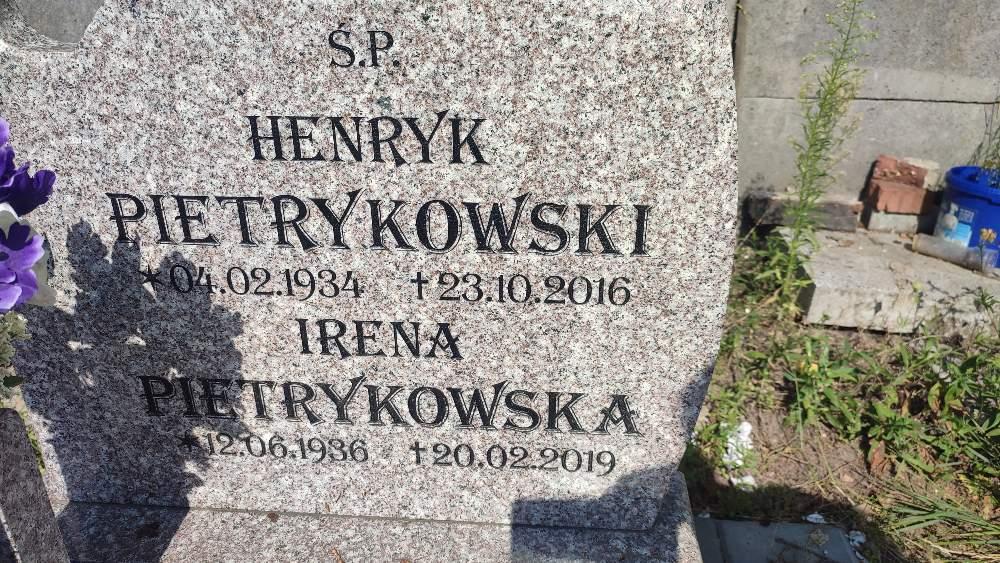 Ś.P.
HENRYK
PIETRYKOWSKI
*04.02.1934 †23.10.2016
IRENA
PIETRYKOWSKA
*12.06.1936 †20.02.2019